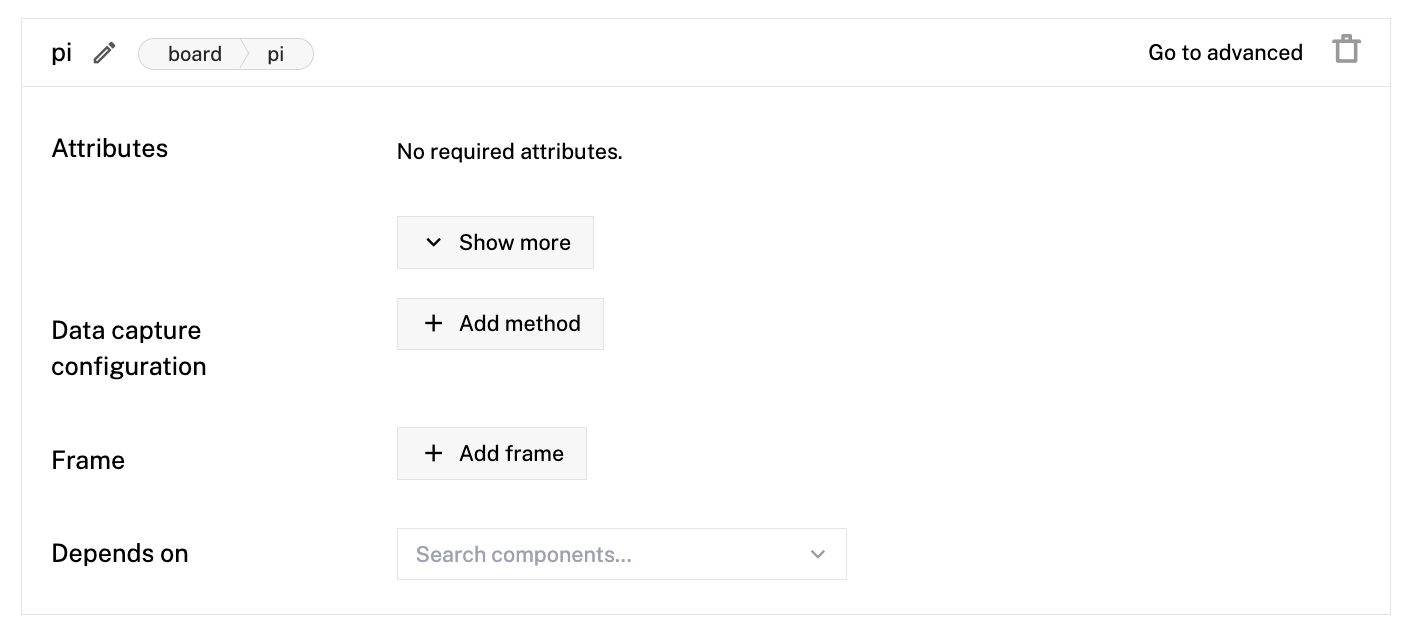 pi board pi Go to advanced
Attributes No required attributes.
Show more
Data capture
configuration
Add method
Frame Add frame
Depends on Search components...